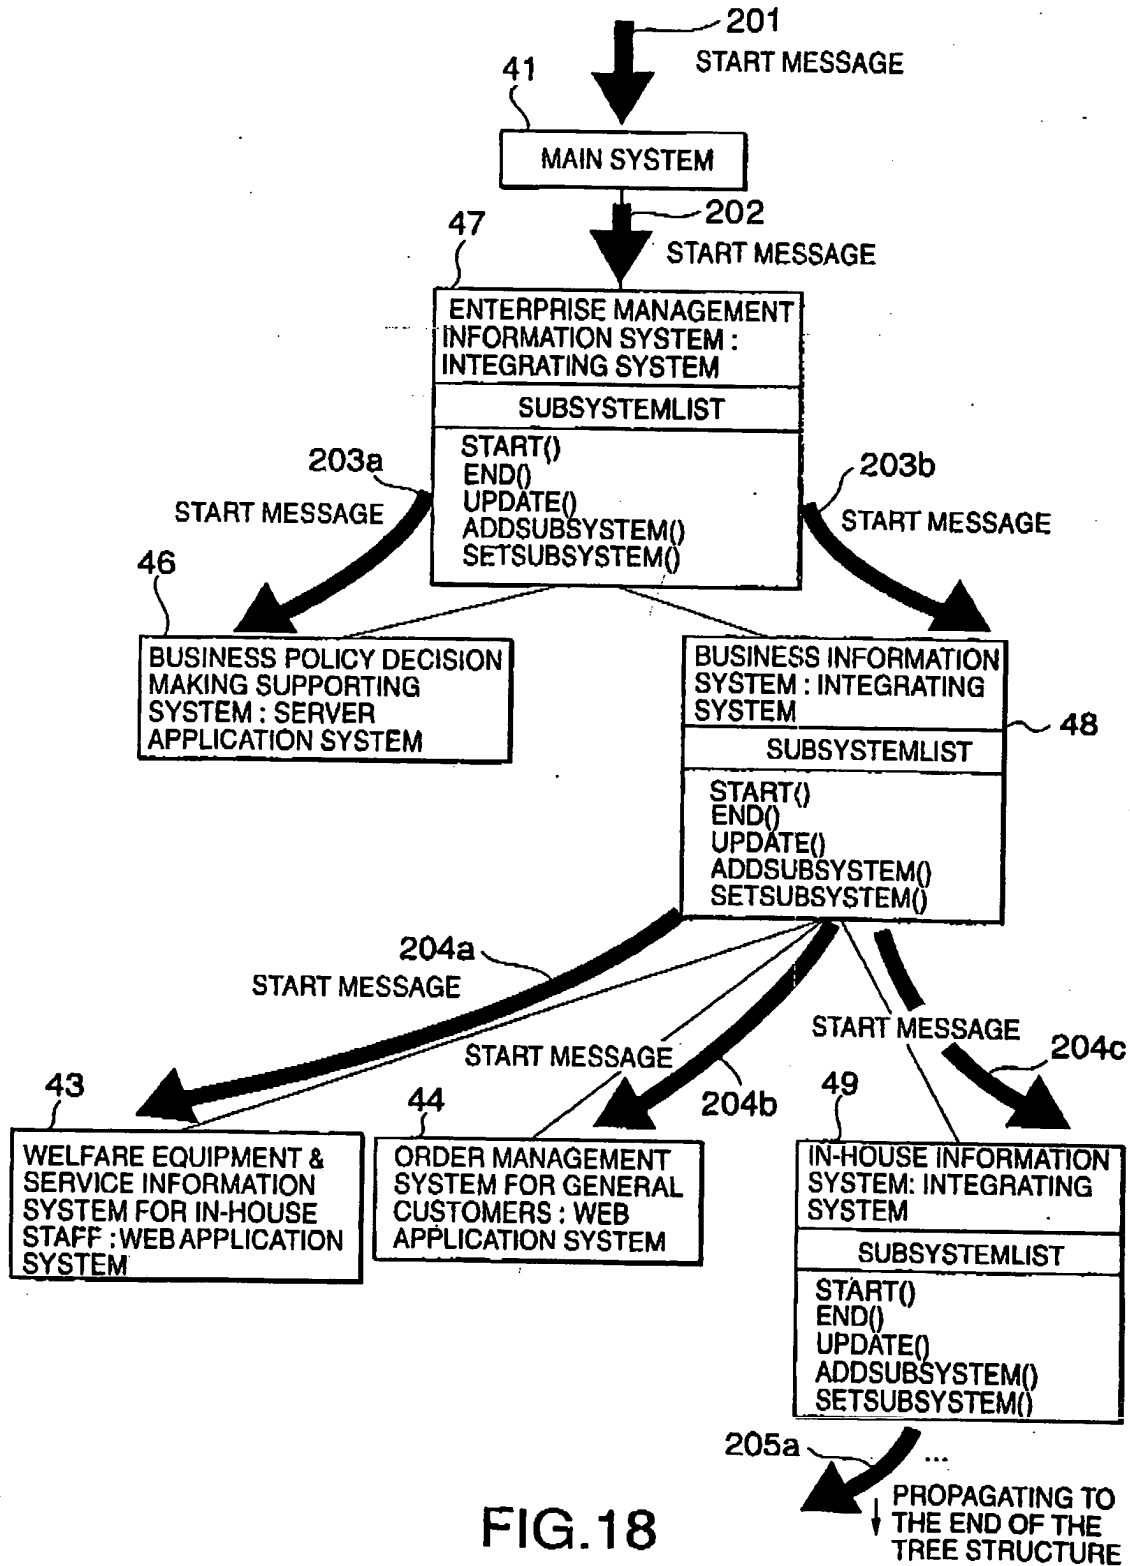 201
START MESSAGE
41
MAIN SYSTEM
202
START MESSAGE
47
ENTERPRISE MANAGEMENT
INFORMATION SYSTEM :
INTEGRATING SYSTEM
SUBSYSTEMLIST
START()
END()
UPDATE()
ADDSUBSYSTEM()
SETSUBSYSTEM()
203a
START MESSAGE
203b
START MESSAGE
46
BUSINESS POLICY DECISION
MAKING SUPPORTING
SYSTEM : SERVER
APPLICATION SYSTEM
BUSINESS INFORMATION
SYSTEM : INTEGRATING
SYSTEM
48
SUBSYSTEMLIST
START()
END()
UPDATE()
ADDSUBSYSTEM()
SETSUBSYSTEM()
204a
START MESSAGE
START MESSAGE
204b
START MESSAGE
204c
43
WELFARE EQUIPMENT &
SERVICE INFORMATION
SYSTEM FOR IN-HOUSE
STAFF : WEB APPLICATION
SYSTEM
44
ORDER MANAGEMENT
SYSTEM FOR GENERAL
CUSTOMERS : WEB
APPLICATION SYSTEM
49
IN-HOUSE INFORMATION
SYSTEM: INTEGRATING
SYSTEM
SUBSYSTEMLIST
START()
END()
UPDATE()
ADDSUBSYSTEM()
SETSUBSYSTEM()
205a
...
PROPAGATING TO
THE END OF THE
TREE STRUCTURE
FIG.18